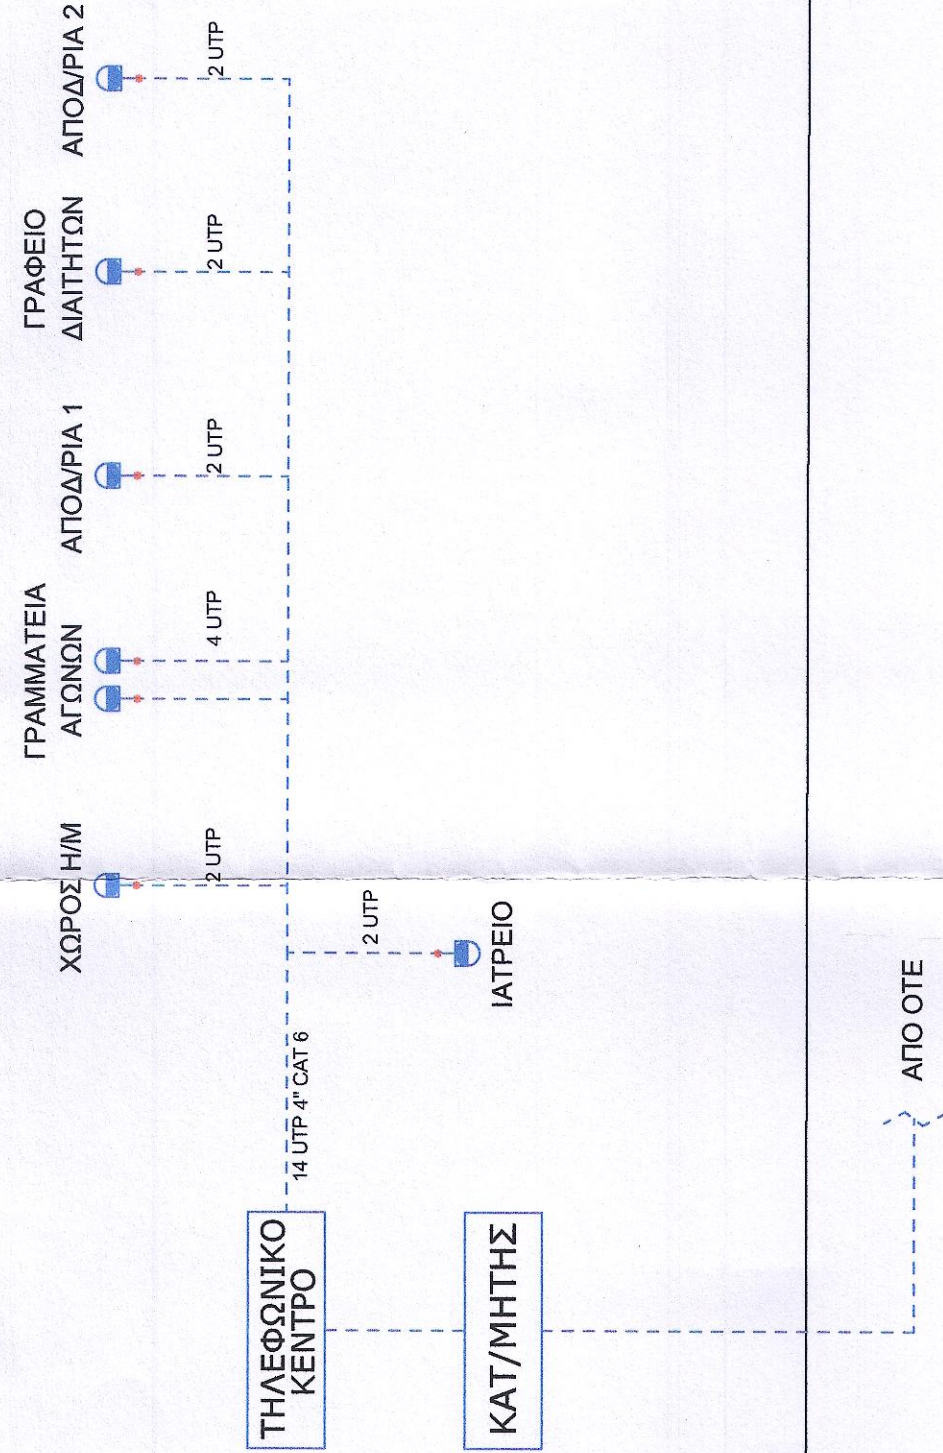 ΧΩΡΟΣ Η/Μ
ΓΡΑΜΜΑΤΕΙΑ
ΑΓΩΝΩΝ
ΑΠΟΔ/ΡΙΑ 1
ΓΡΑΦΕΙΟ
ΔΙΑΙΤΗΤΩΝ
ΑΠΟΔ/ΡΙΑ 2
2 UTP
4 UTP
2 UTP
2 UTP
2 UTP
ΤΗΛΕΦΩΝΙΚΟ
ΚΕΝΤΡΟ
14 UTP 4" CAT 6
2 UTP
ΙΑΤΡΕΙΟ
ΚΑΤ/ΜΗΤΗΣ
ΑΠΟ ΟΤΕ